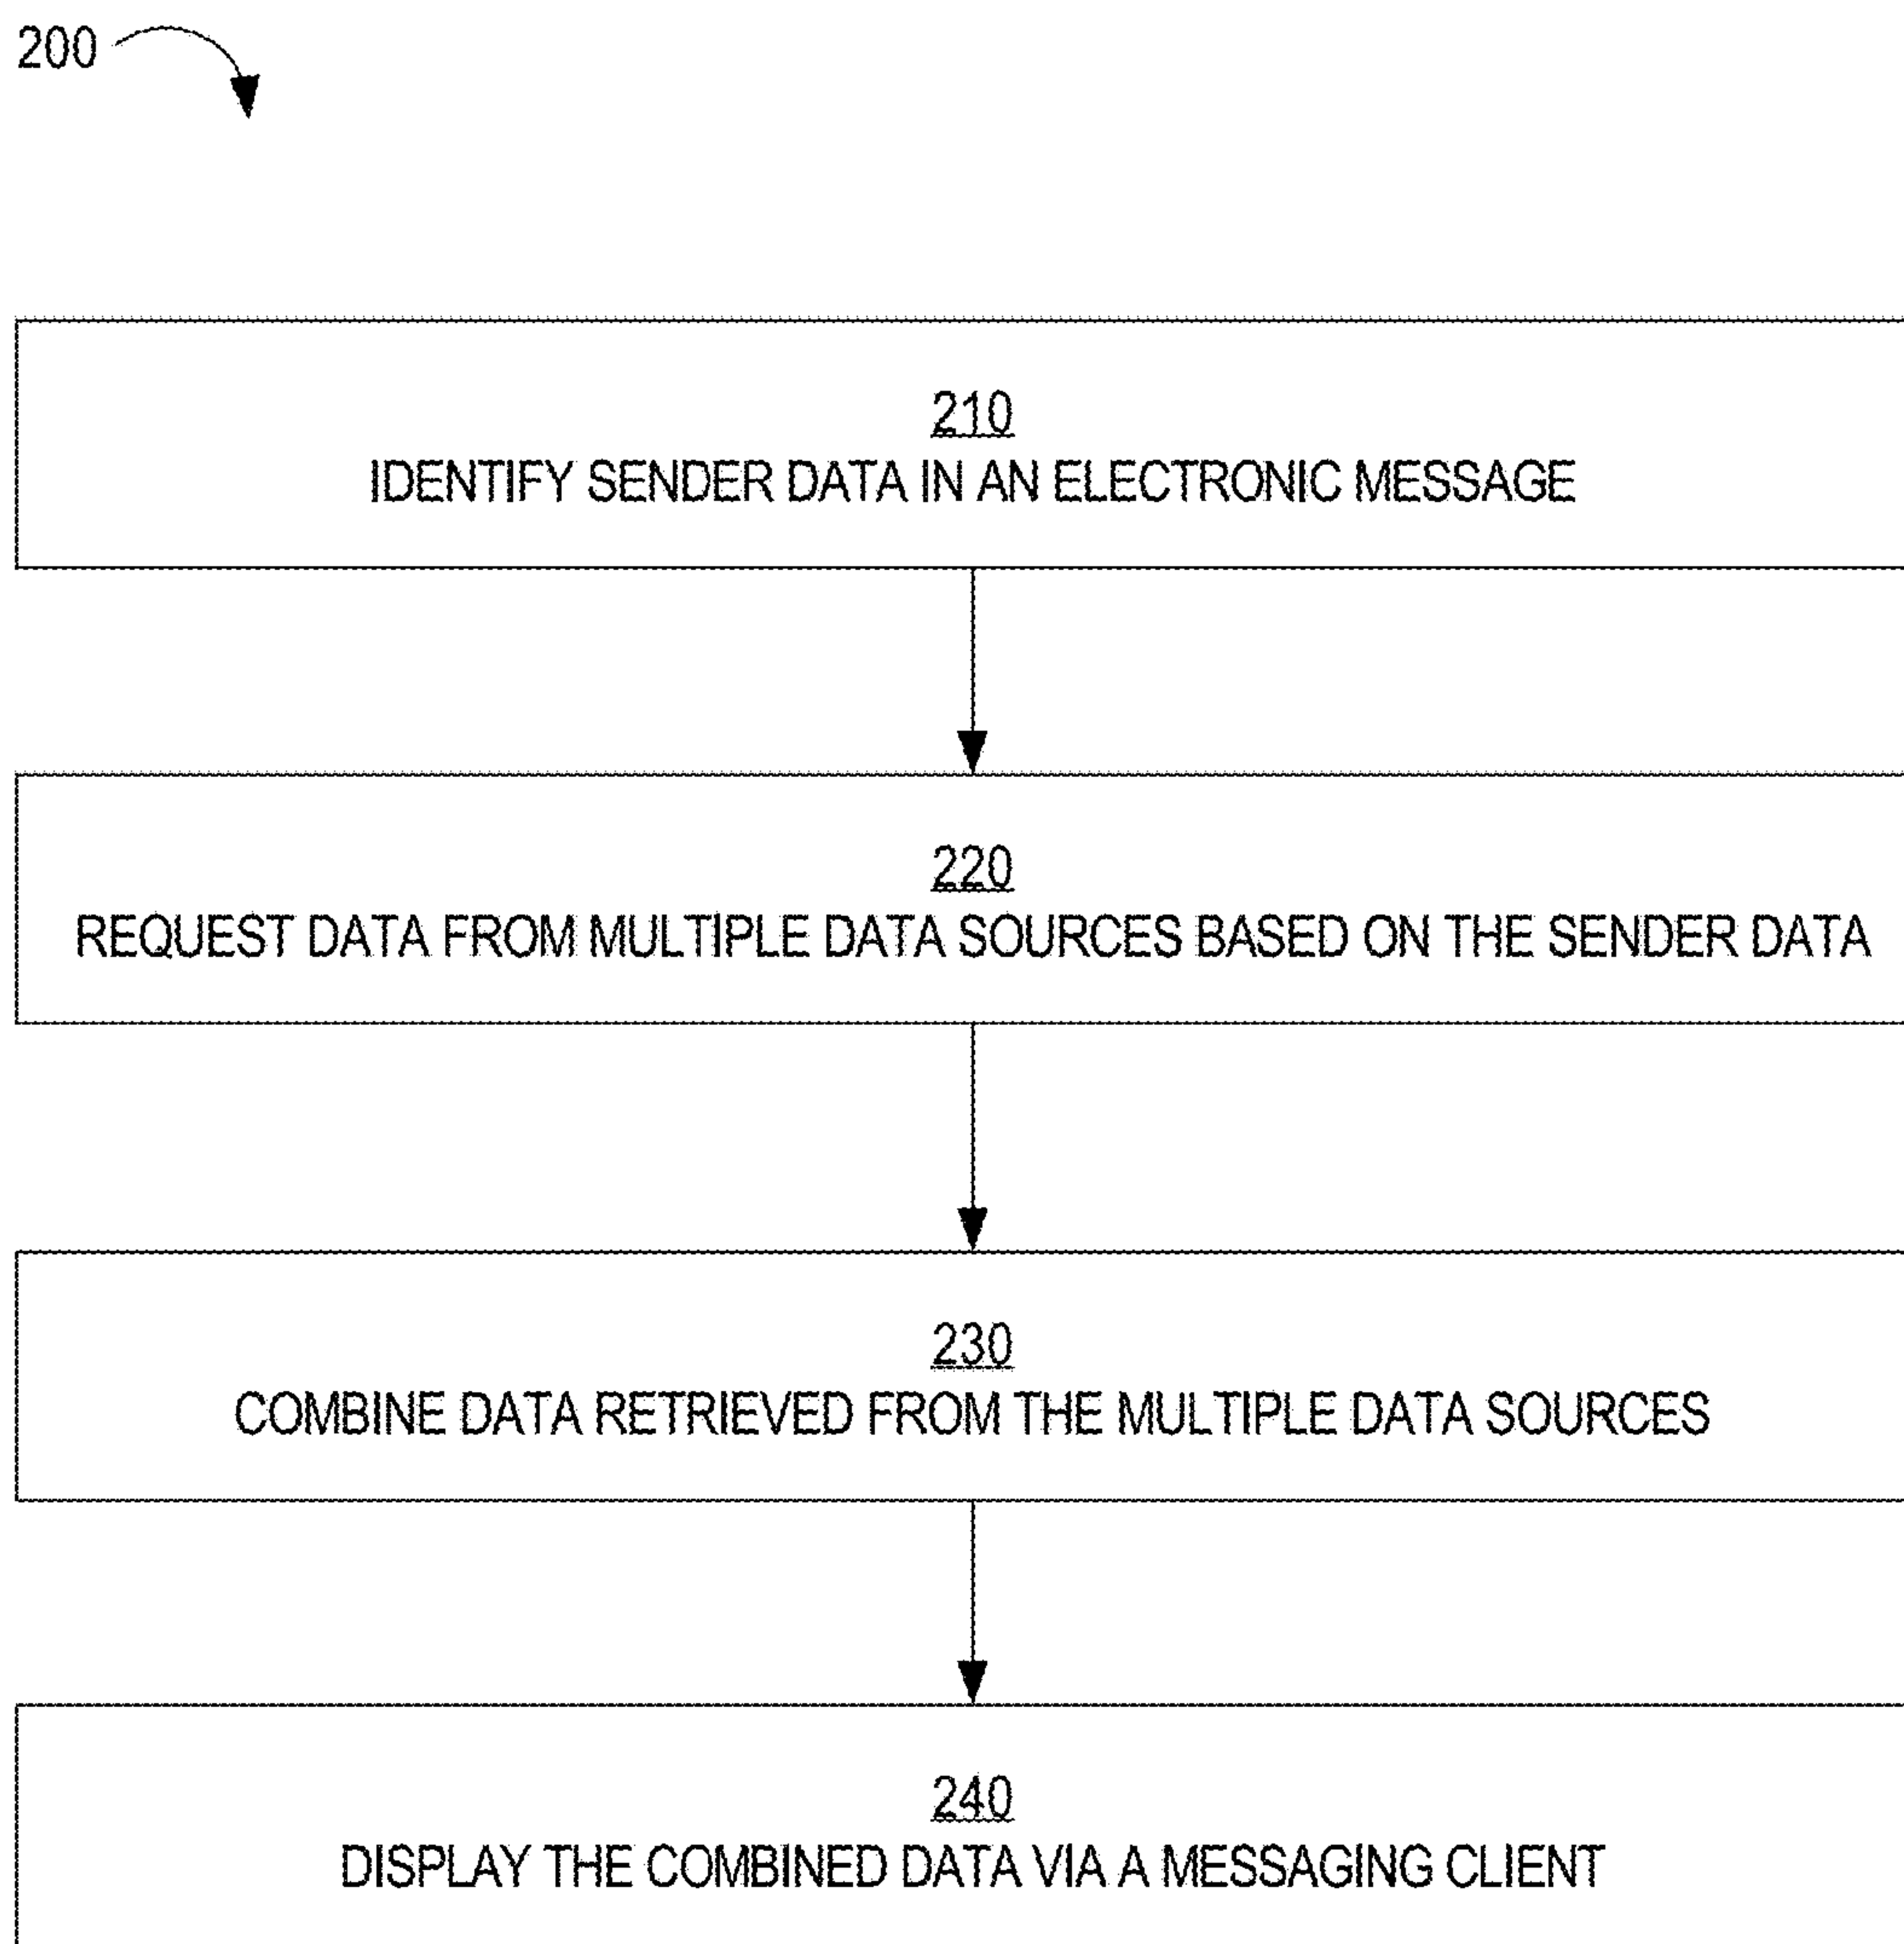 200
210
IDENTIFY SENDER DATA IN AN ELECTRONIC MESSAGE
220
REQUEST DATA FROM MULTIPLE DATA SOURCES BASED ON THE SENDER DATA
230
COMBINE DATA RETRIEVED FROM THE MULTIPLE DATA SOURCES
240
DISPLAY THE COMBINED DATA VIA A MESSAGING CLIENT